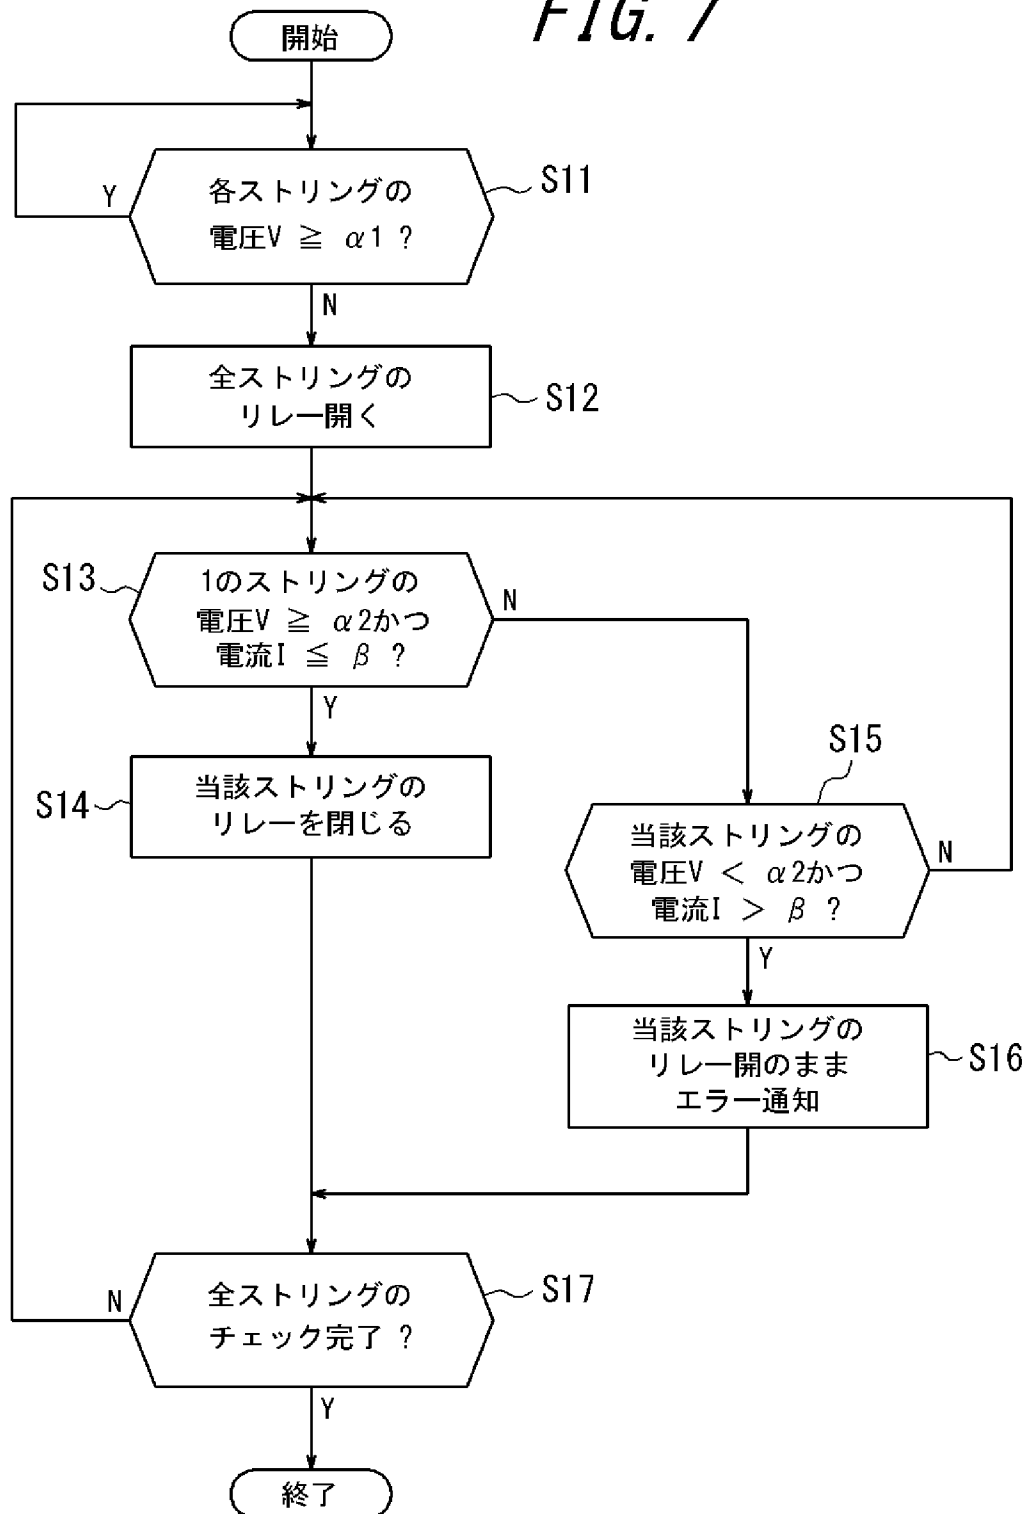 FIG. 7
開始
各ストリングの
電圧V ≧ α1 ?
S11
Y
N
全ストリングの
リレー開く
S12
S13
1のストリングの
電圧V ≧ α2かつ
電流I ≦ β ?
N
Y
S14
当該ストリングの
リレーを閉じる
S15
当該ストリングの
電圧V < α2かつ
電流I > β ?
N
Y
当該ストリングの
リレー開のまま
エラー通知
S16
全ストリングの
チェック完了 ?
S17
N
Y
終了